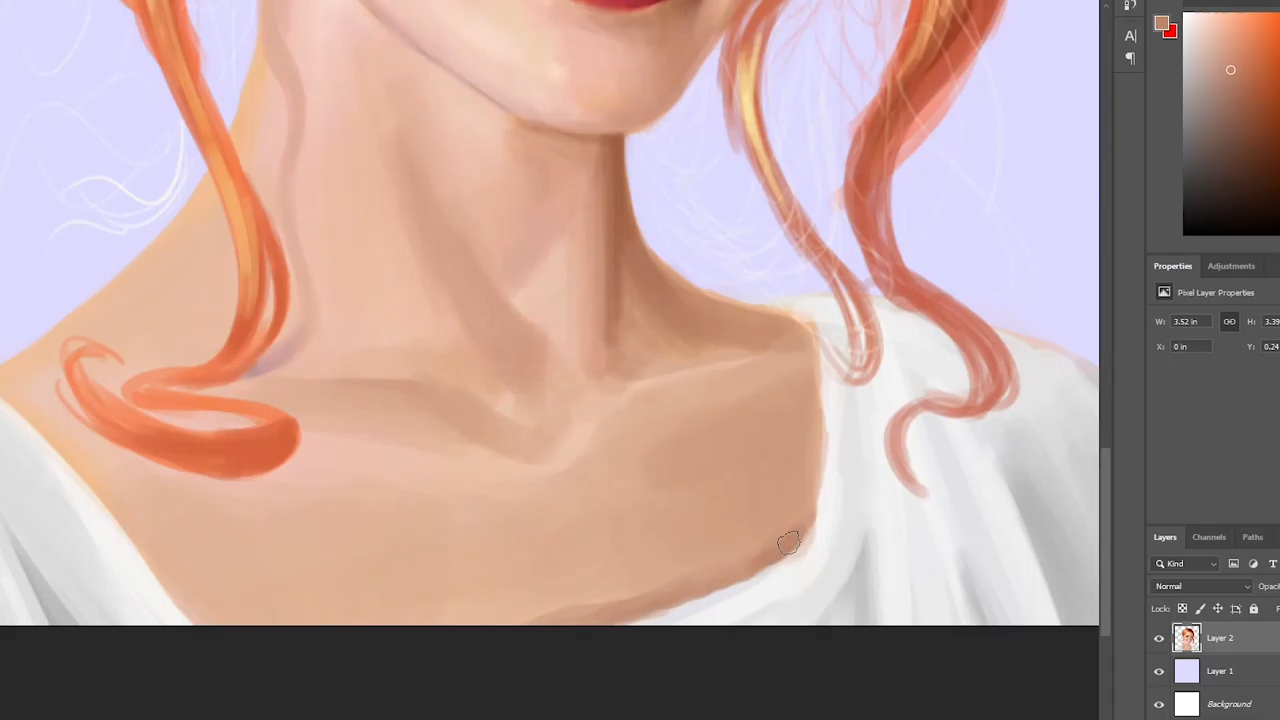 A
Properties
Adjustments
Pixel Layer Properties
W: 3.52 in
H: 3.39
X: 0 in
Y: 0.24
Layers
Channels
Paths
Kind
T
Normal
Opaci
Lock:
Layer 2
Layer 1
Background